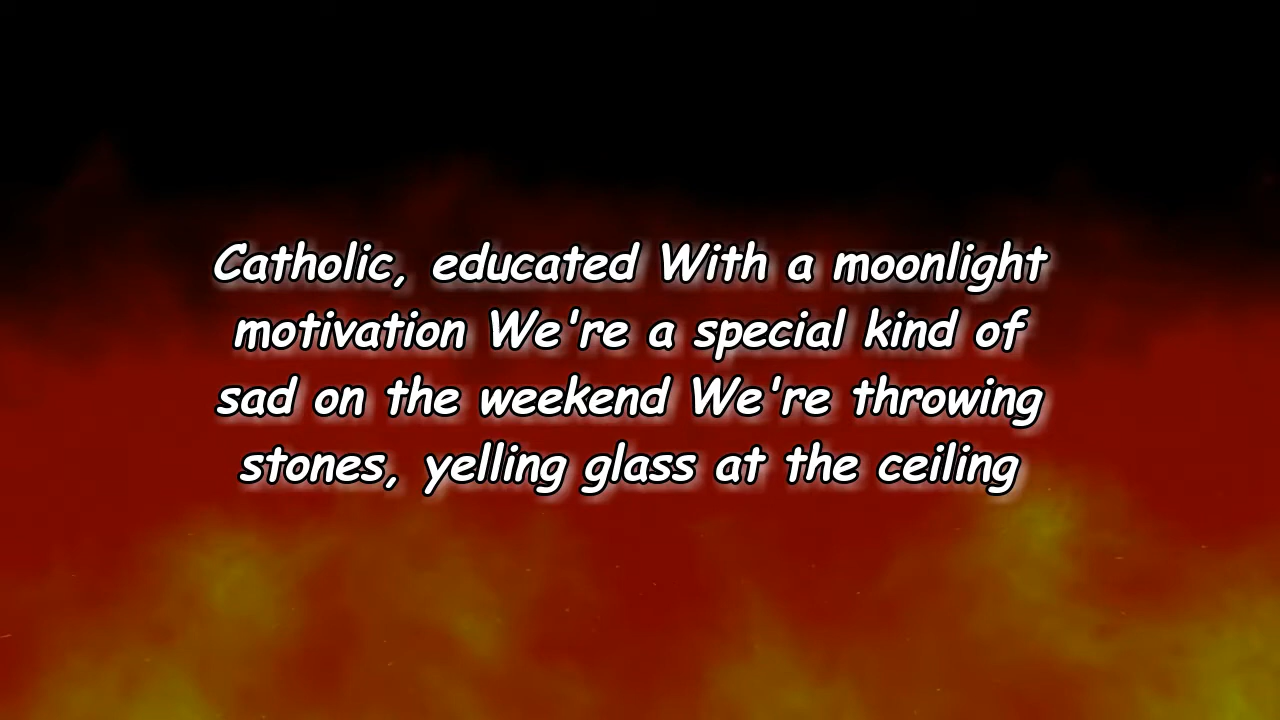 Catholic, educated With a moonlight
motivation We're a special kind of
sad on the weekend We're throwing
stones, yelling glass at the ceiling